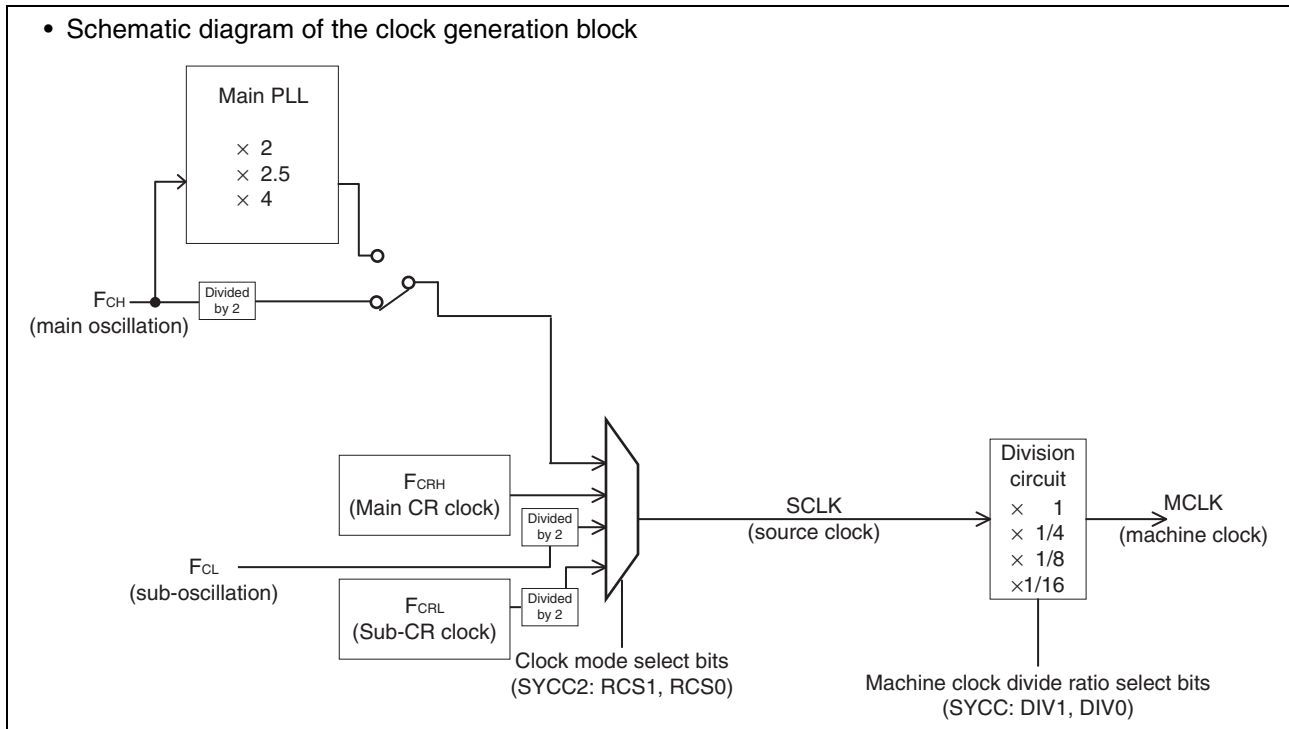 • Schematic diagram of the clock generation block
Main PLL
× 2
× 2.5
× 4
FCH
(main oscillation)
Divided
by 2
FCRH
(Main CR clock)
Divided
by 2
FCL
(sub-oscillation)
FCRL
(Sub-CR clock)
Divided
by 2
Clock mode select bits
(SYCC2: RCS1, RCS0)
SCLK
(source clock)
Division
circuit
× 1
× 1/4
× 1/8
×1/16
MCLK
(machine clock)
Machine clock divide ratio select bits
(SYCC: DIV1, DIV0)